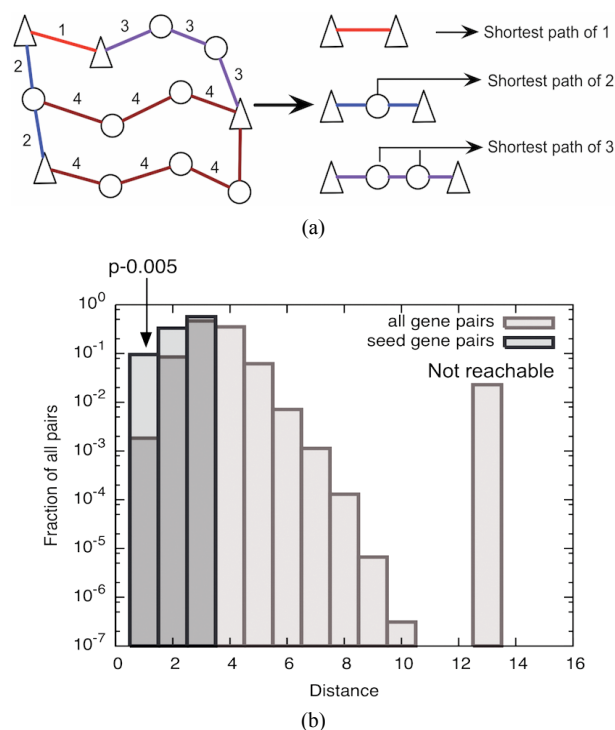 1 3 3
Shortest path of 1
2 3
Shortest path of 2
4 4 4 4
2
Shortest path of 3
4 4 4 4
(a)
p-0.005
10^0
all gene pairs
10^-1
seed gene pairs
Not reachable
10^-2
10^-3
10^-4
10^-5
10^-6
10^-7
Fraction of all pairs
0 2 4 6 8 10 12 14 16
Distance
(b)